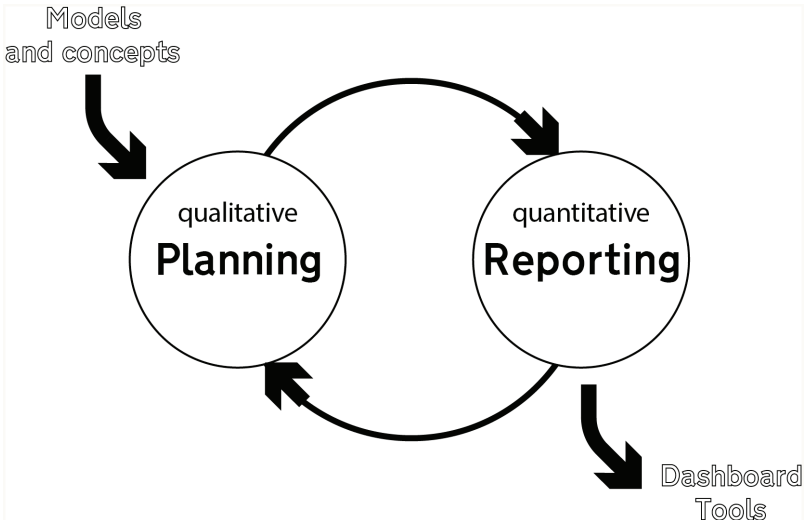 Models
and concepts
qualitative
Planning
quantitative
Reporting
Dashboard
Tools